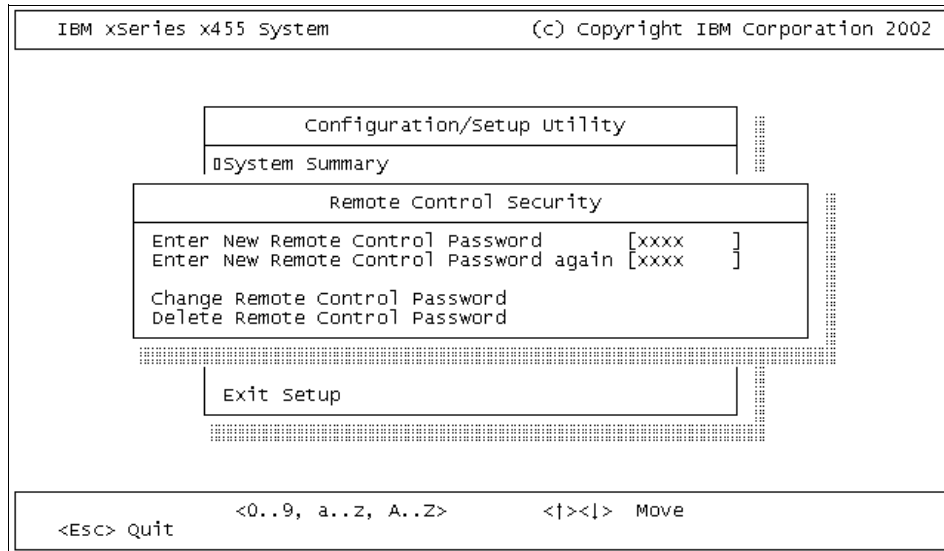 IBM xSeries x455 System (c) Copyright IBM Corporation 2002
Configuration/Setup Utility
▯System Summary
Remote Control Security
Enter New Remote Control Password [xxxx ]
Enter New Remote Control Password again [xxxx ]
Change Remote Control Password
Delete Remote Control Password
Exit Setup
<0..9, a..z, A..Z> <↑><↓> Move
<Esc> Quit